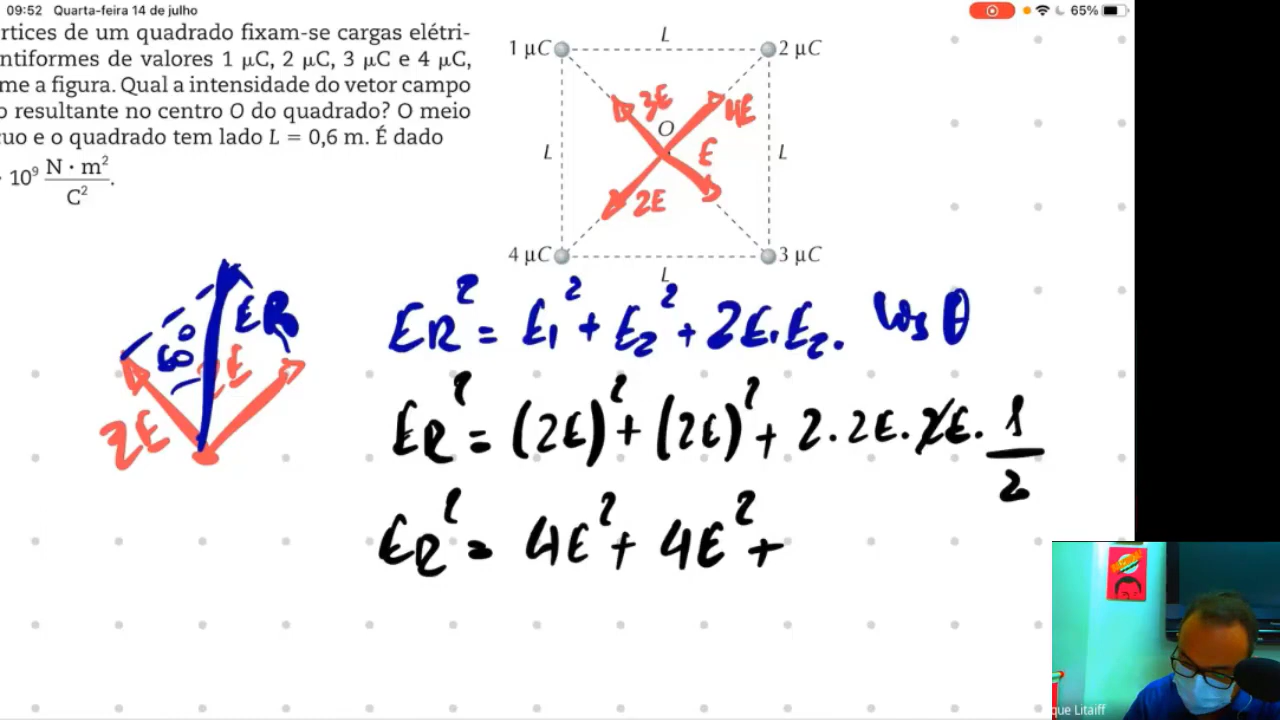 09:52 Quarta-feira 14 de julho
65%
rtices de um quadrado fixam-se cargas elétri-
ntiformes de valores 1 μC, 2 μC, 3 μC e 4 μC,
me a figura. Qual a intensidade do vetor campo
o resultante no centro O do quadrado? O meio
cuo e o quadrado tem lado L = 0,6 m. É dado
· 10⁹ N · m² / C².
1 μC L 2 μC
3E 4E
O
L E L
2E
4 μC 3 μC
L
ER
60°
2E
2E
ER² = E₁² + E₂² + 2E₁E₂. cos θ
ER² = (2E)² + (2E)² + 2 · 2E · 2E · 1/2
ER² = 4E² + 4E² +
que Litaiff